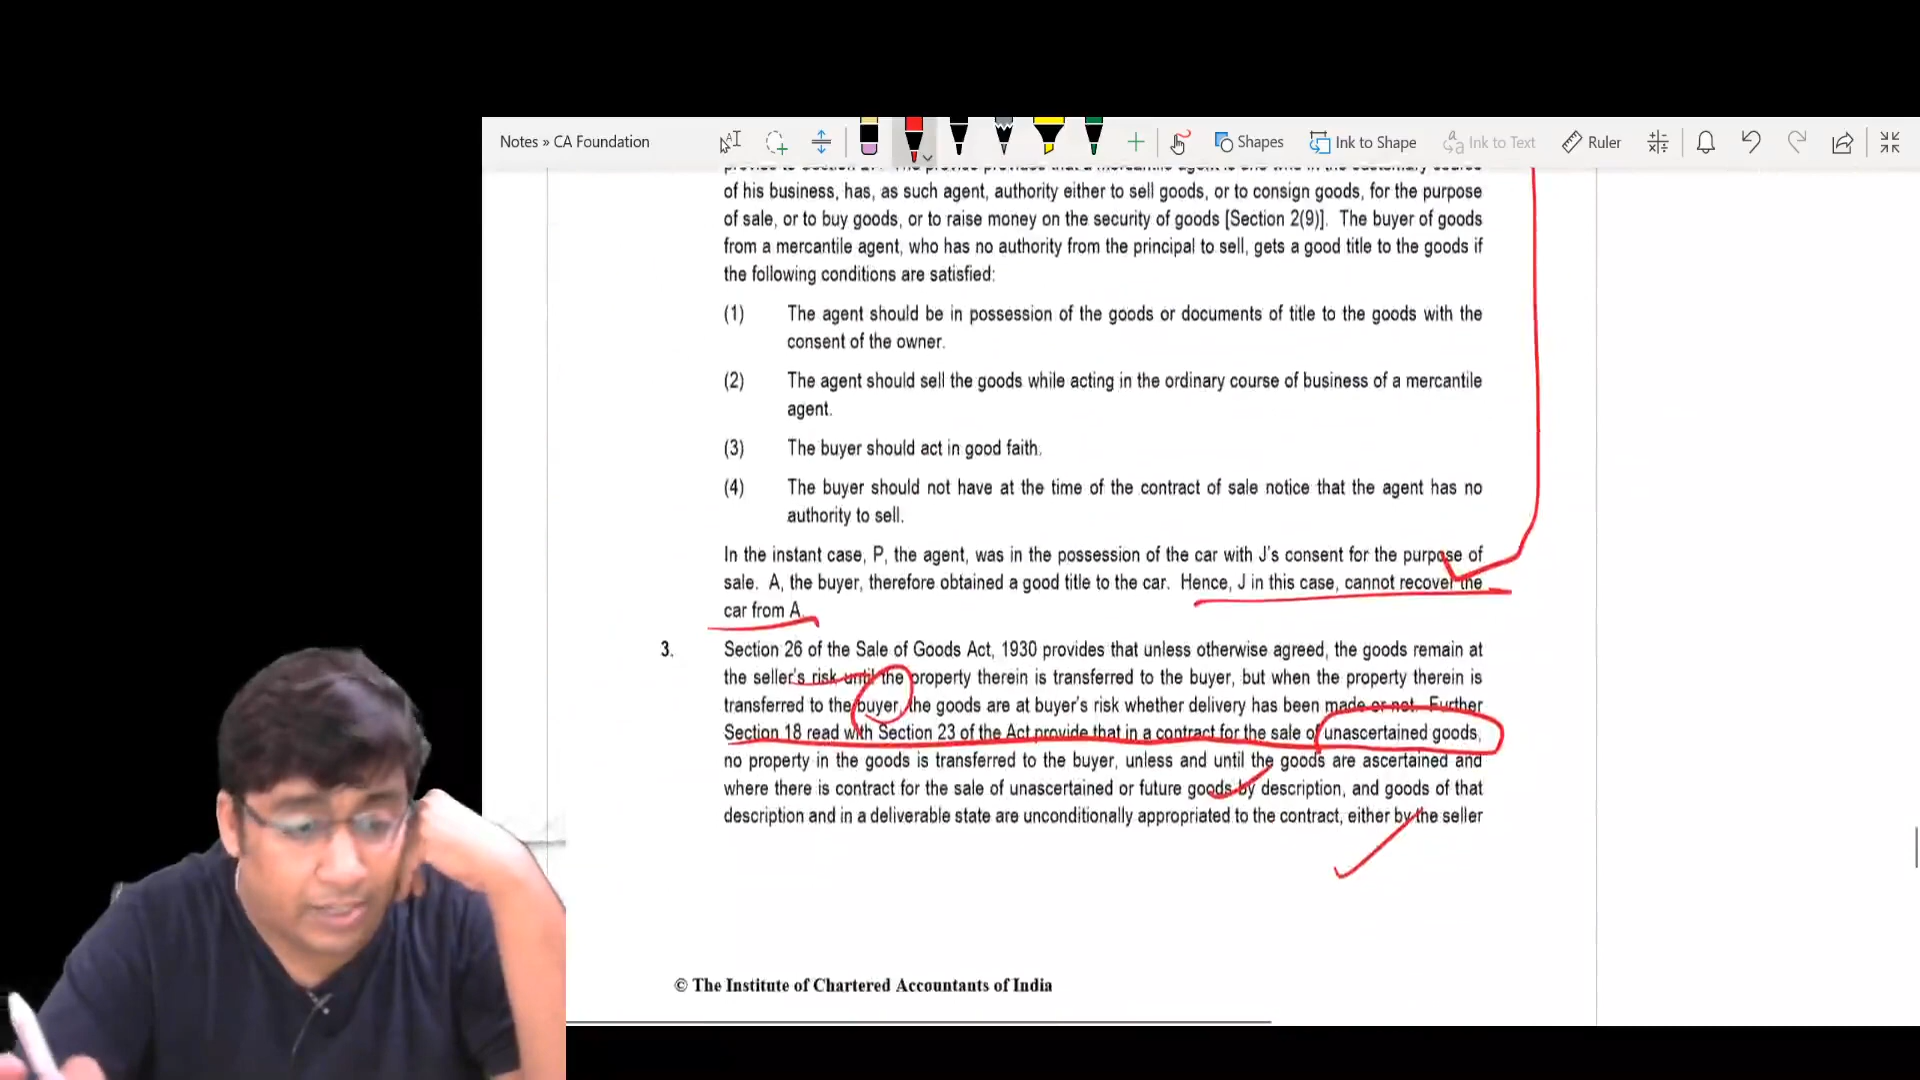 Notes » CA Foundation
Shapes
Ink to Shape
Ink to Text
Ruler
of his business, has, as such agent, authority either to sell goods, or to consign goods, for the purpose
of sale, or to buy goods, or to raise money on the security of goods [Section 2(9)]. The buyer of goods
from a mercantile agent, who has no authority from the principal to sell, gets a good title to the goods if
the following conditions are satisfied:
(1) The agent should be in possession of the goods or documents of title to the goods with the
consent of the owner.
(2) The agent should sell the goods while acting in the ordinary course of business of a mercantile
agent.
(3) The buyer should act in good faith.
(4) The buyer should not have at the time of the contract of sale notice that the agent has no
authority to sell.
In the instant case, P, the agent, was in the possession of the car with J's consent for the purpose of
sale. A, the buyer, therefore obtained a good title to the car. Hence, J in this case, cannot recover the
car from A.
3. Section 26 of the Sale of Goods Act, 1930 provides that unless otherwise agreed, the goods remain at
the seller's risk until the property therein is transferred to the buyer, but when the property therein is
transferred to the buyer, the goods are at buyer's risk whether delivery has been made or not. Further
Section 18 read with Section 23 of the Act provide that in a contract for the sale of unascertained goods,
no property in the goods is transferred to the buyer, unless and until the goods are ascertained and
where there is contract for the sale of unascertained or future goods by description, and goods of that
description and in a deliverable state are unconditionally appropriated to the contract, either by the seller
© The Institute of Chartered Accountants of India